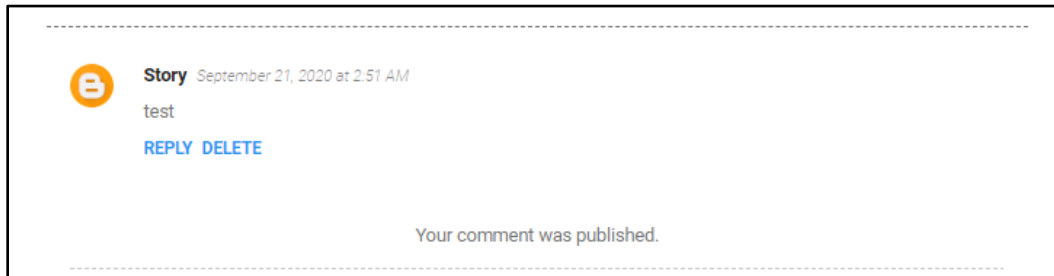 Story September 21, 2020 at 2:51 AM
test
REPLY DELETE
Your comment was published.